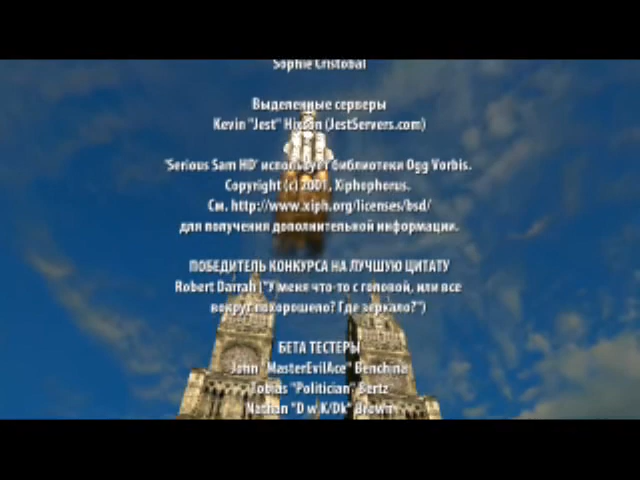 Sophie Cristobal
Выделенные серверы
Kevin "Jest" Hixson (JestServers.com)
'Serious Sam HD' использует библиотеки Ogg Vorbis.
Copyright (c) 2001, Xiphophorus.
См. http://www.xiph.org/licenses/bsd/
для получения дополнительной информации.
ПОБЕДИТЕЛЬ КОНКУРСА НА ЛУЧШУЮ ЦИТАТУ
Robert Darrah ("У меня что-то с головой, или все
вокруг похорошело? Где зеркало?")
БЕТА ТЕСТЕРЫ
John "MasterEvilAce" Benchina
Tobias "Politician" Bertz
Nathan "D w K/Dk" Brown